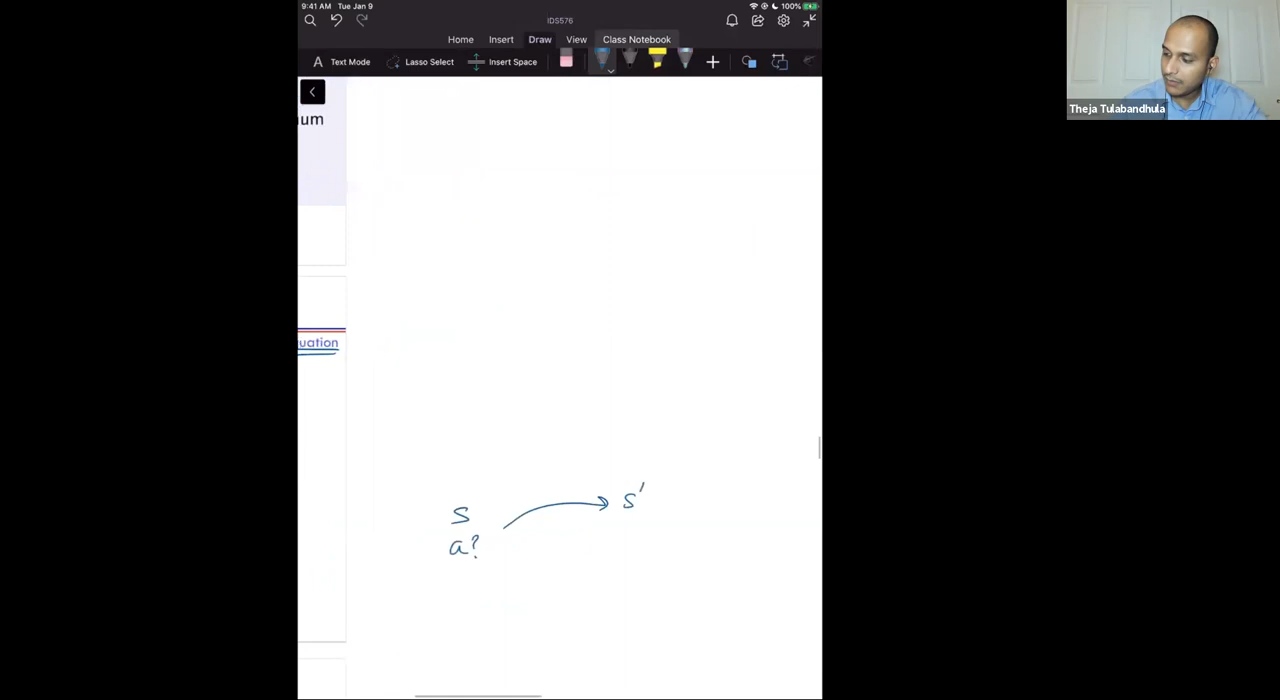 9:41 AM Tue Jan 9
100%
IDS576
Home Insert Draw View Class Notebook
Text Mode Lasso Select Insert Space
Theja Tulabandhula
num
uation
s s'
a?